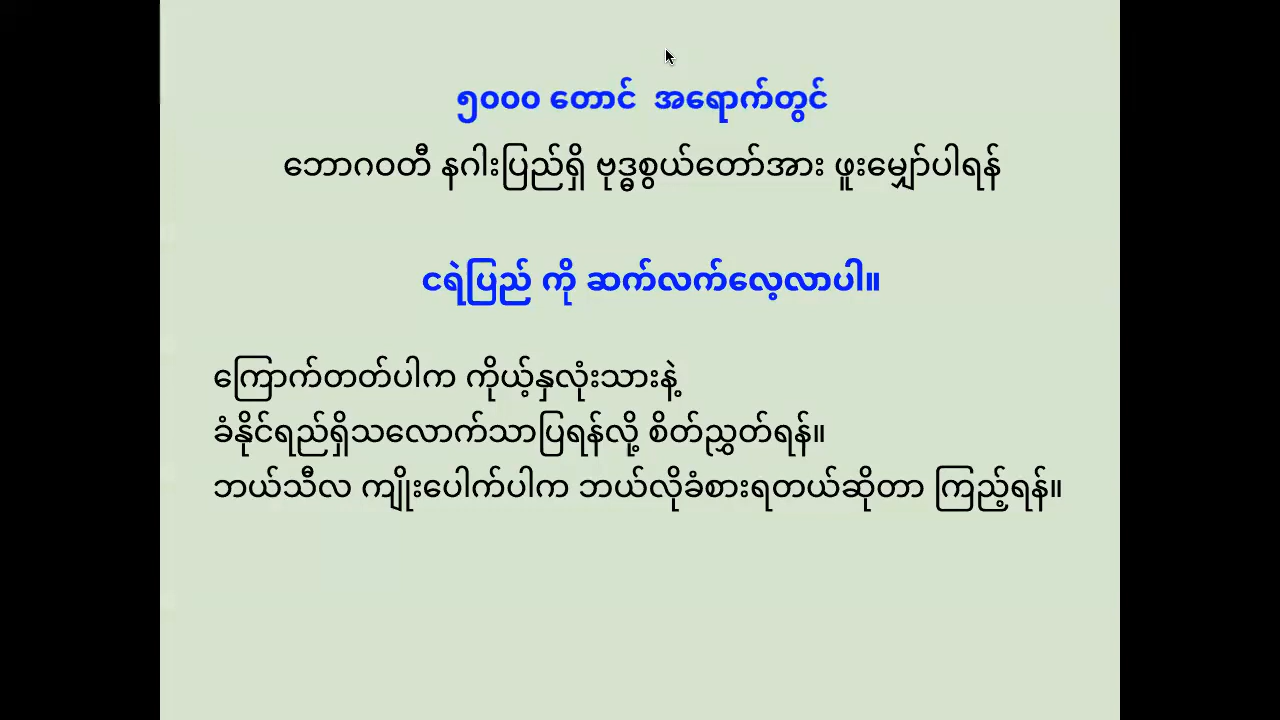 ၅၀၀၀ တောင် အရောက်တွင်
ဘောဂဝတီ နဂါးပြည်ရှိ ဗုဒ္ဓစွယ်တော်အား ဖူးမျှော်ပါရန်
ငရဲပြည် ကို ဆက်လက်လေ့လာပါ။
ကြောက်တတ်ပါက ကိုယ့်နှလုံးသားနဲ့
ခံနိုင်ရည်ရှိသလောက်သာပြရန်လို့ စိတ်ညွှတ်ရန်။
ဘယ်သီလ ကျိုးပေါက်ပါက ဘယ်လိုခံစားရတယ်ဆိုတာ ကြည့်ရန်။